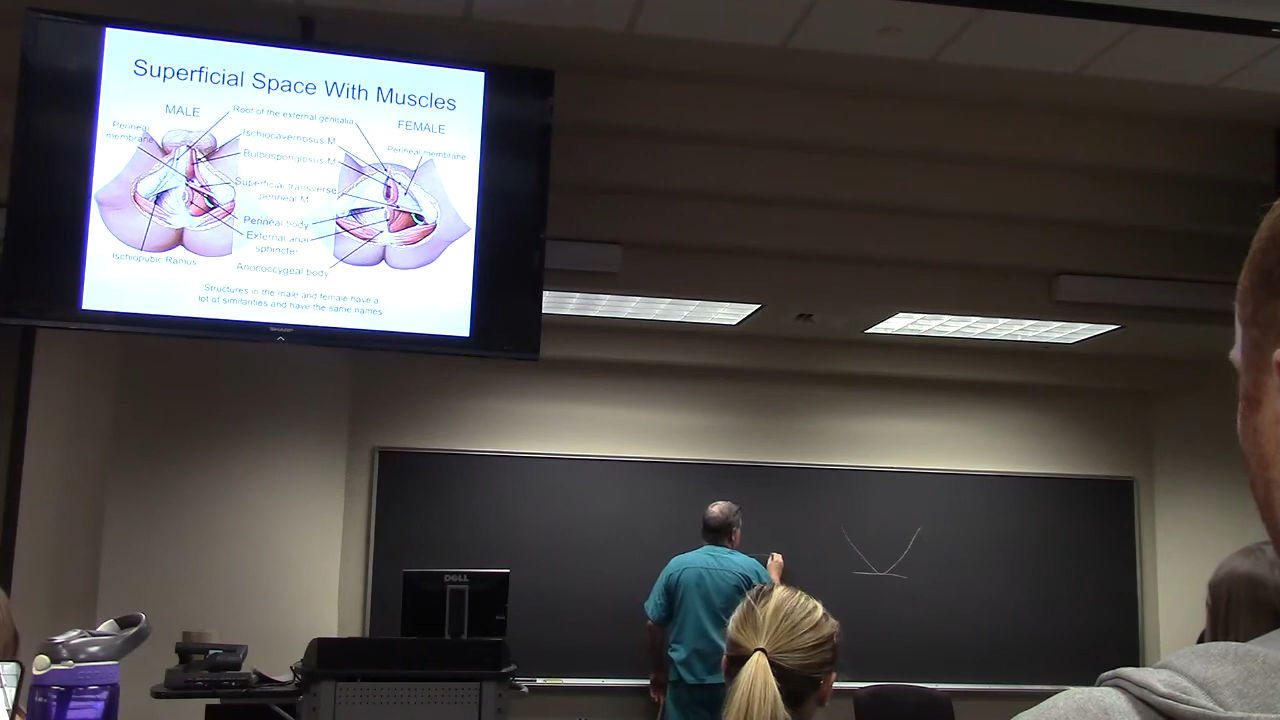 Superficial Space With Muscles
MALE
FEMALE
Root of the external genitalia
Perineal
membrane
Ischiocavernosus M
Bulbospongiosus M
Perineal membrane
Superficial transverse
perineal M
Perineal body
External anal
sphincter
Ischiopubic Ramus
Anococcygeal body
Structures in the male and female have a
lot of similarities and have the same names
SHARP
DELL